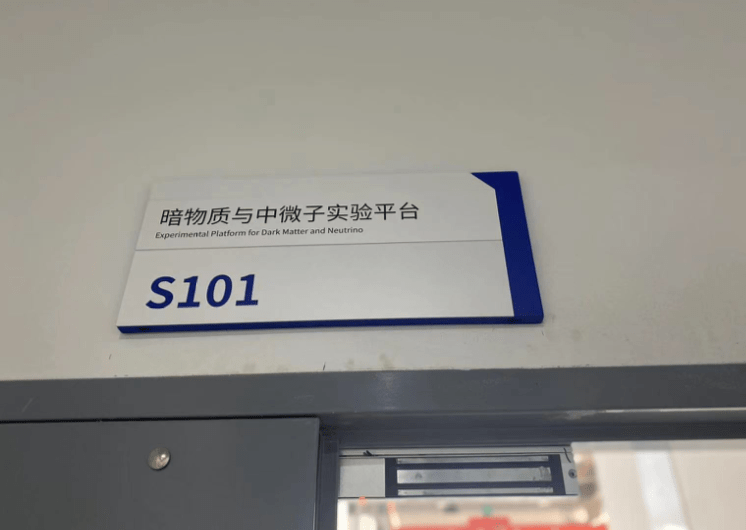 暗物质与中微子实验平台
Experimental Platform for Dark Matter and Neutrino
S101